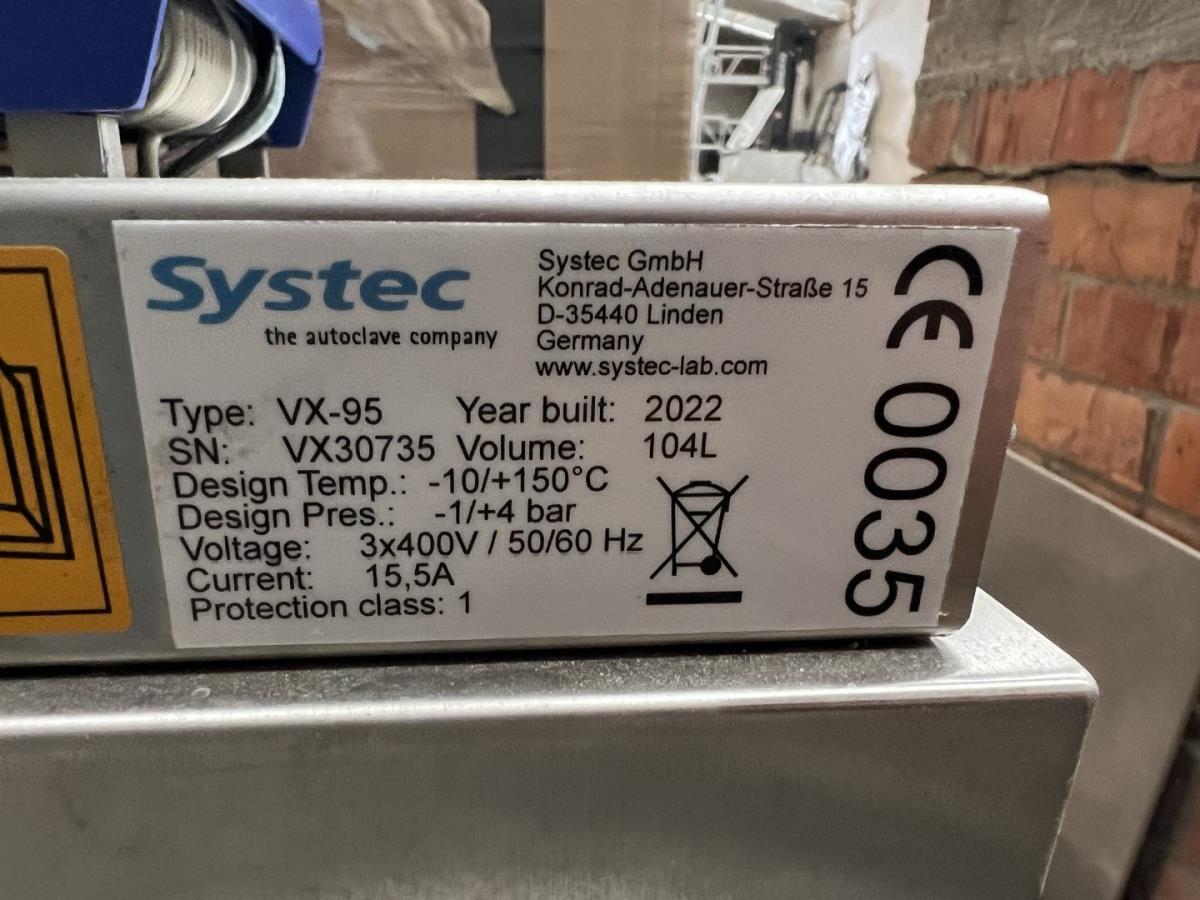 Systec
the autoclave company
Systec GmbH
Konrad-Adenauer-Straße 15
D-35440 Linden
Germany
www.systec-lab.com
Type: VX-95 Year built: 2022
SN: VX30735 Volume: 104L
Design Temp.: -10/+150°C
Design Pres.: -1/+4 bar
Voltage: 3x400V / 50/60 Hz
Current: 15,5A
Protection class: 1
CE 0035